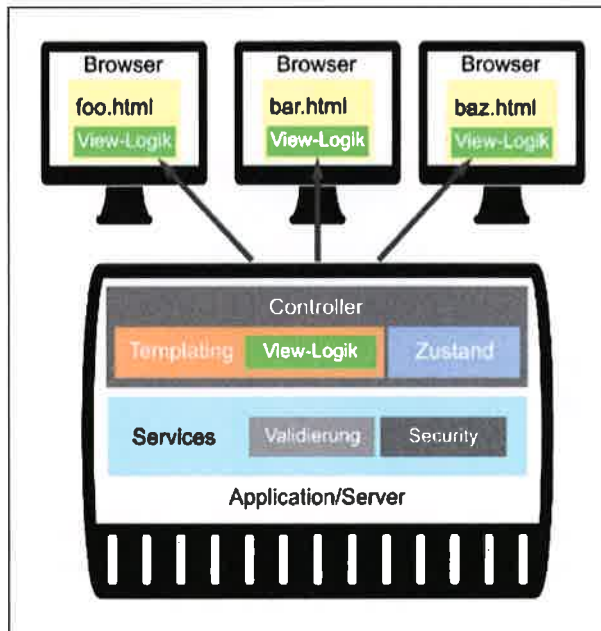 Browser
Browser
Browser
foo.html
bar.html
baz.html
View-Logik
View-Logik
View-Logik
Controller
Templating
View-Logik
Zustand
Services
Validierung
Security
Application/Server